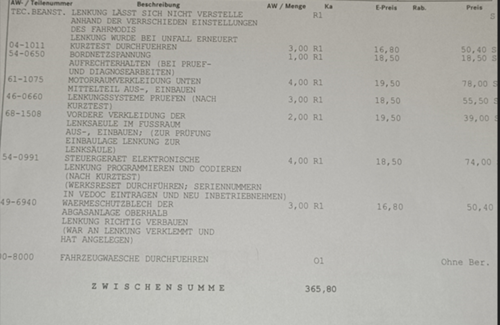 AW- / Teilenummer Beschreibung AW / Menge Ka E-Preis Rab. Preis
TEC.BEANST. LENKUNG LÄSST SICH NICHT VERSTELLE R1
ANHAND DER VERRSCHIEDEN EINSTELLUNGEN
DES FAHRMODIS
LENKUNG WURDE BEI UNFALL ERNEUERT
04-1011 KURZTEST DURCHFUEHREN 3,00 R1 16,80 50,40 S
54-0650 BORDNETZSPANNUNG 1,00 R1 18,50 18,50 S
AUFRECHTERHALTEN (BEI PRUEF-
UND DIAGNOSEARBEITEN)
61-1075 MOTORRAUMVERKLEIDUNG UNTEN 4,00 R1 19,50 78,00 S
MITTELTEIL AUS-, EINBAUEN
46-0660 LENKUNGSSYSTEME PRUEFEN (NACH 3,00 R1 18,50 55,50 S
KURZTEST)
68-1508 VORDERE VERKLEIDUNG DER 2,00 R1 19,50 39,00 S
LENKSAEULE IM FUSSRAUM
AUS-, EINBAUEN; (ZUR PRÜFUNG
EINBAULAGE LENKUNG ZUR
LENKSÄULE)
54-0991 STEUERGERAET ELEKTRONISCHE 4,00 R1 18,50 74,00
LENKUNG PROGRAMMIEREN UND CODIEREN
(NACH KURZTEST)
(WERKSRESET DURCHFÜHREN; SERIENNUMMERN
IN VEDOC EINTRAGEN UND NEU INBETRIEBNEHMEN)
49-6940 WAERMESCHUTZBLECH DER 3,00 R1 16,80 50,40
ABGASANLAGE OBERHALB
LENKUNG RICHTIG VERBAUEN
(WAR AN LENKUNG VERKLEMMT UND
HAT ANGELEGEN)
00-8000 FAHRZEUGWAESCHE DURCHFUEHREN 01 Ohne Ber.
ZWISCHENSUMME 365,80